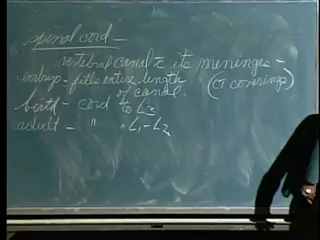 spinal cord —
vertebral canal c̄ its meninges —
embryo - fills entire length (or coverings)
of canal.
birth - cord to L3
adult - " " L1-L2